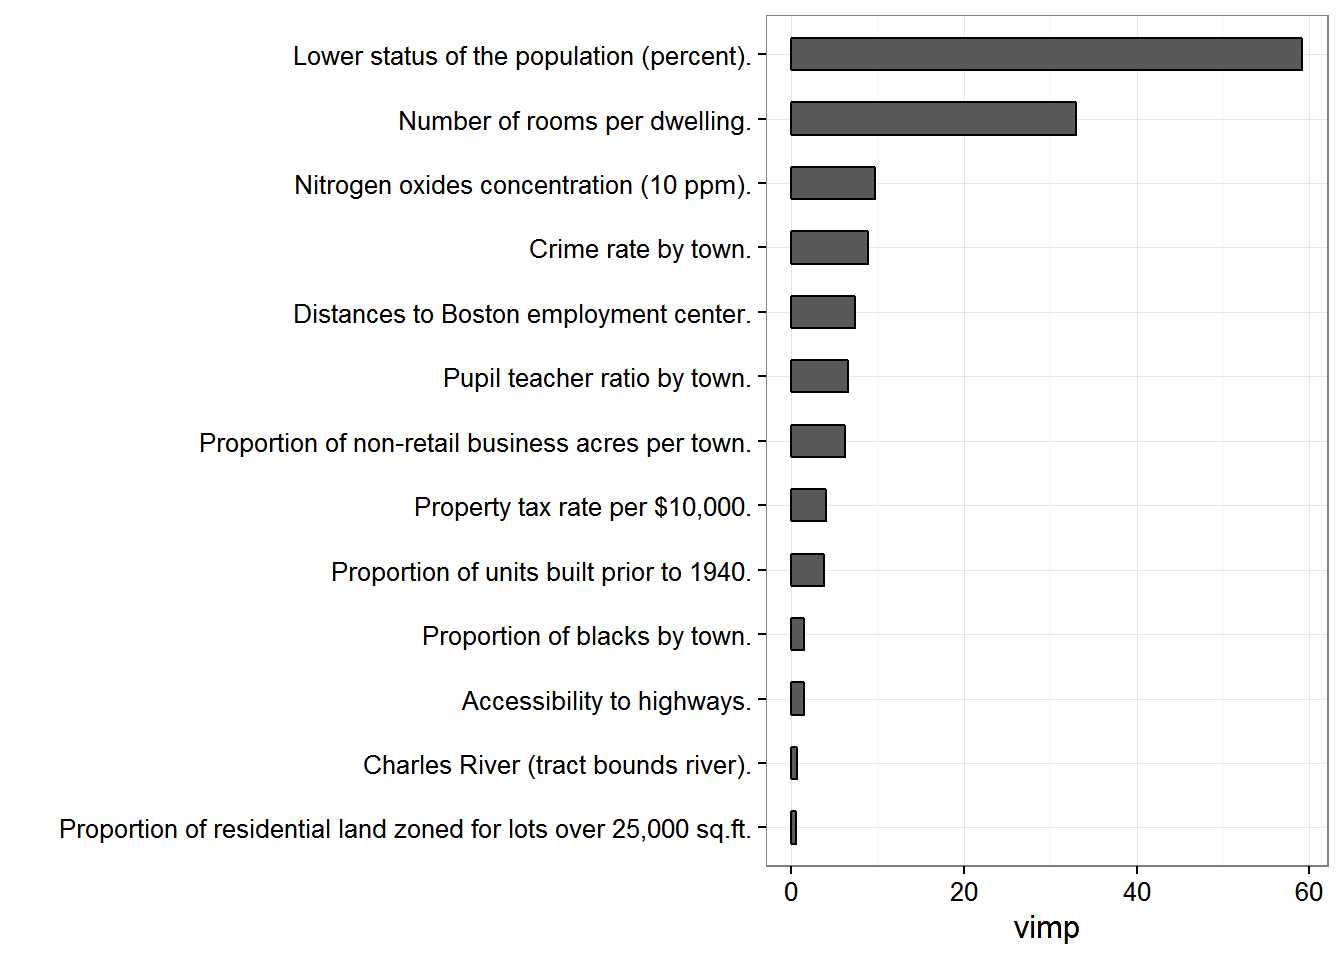 Lower status of the population (percent).
Number of rooms per dwelling.
Nitrogen oxides concentration (10 ppm).
Crime rate by town.
Distances to Boston employment center.
Pupil teacher ratio by town.
Proportion of non-retail business acres per town.
Property tax rate per $10,000.
Proportion of units built prior to 1940.
Proportion of blacks by town.
Accessibility to highways.
Charles River (tract bounds river).
Proportion of residential land zoned for lots over 25,000 sq.ft.
0 20 40 60
vimp